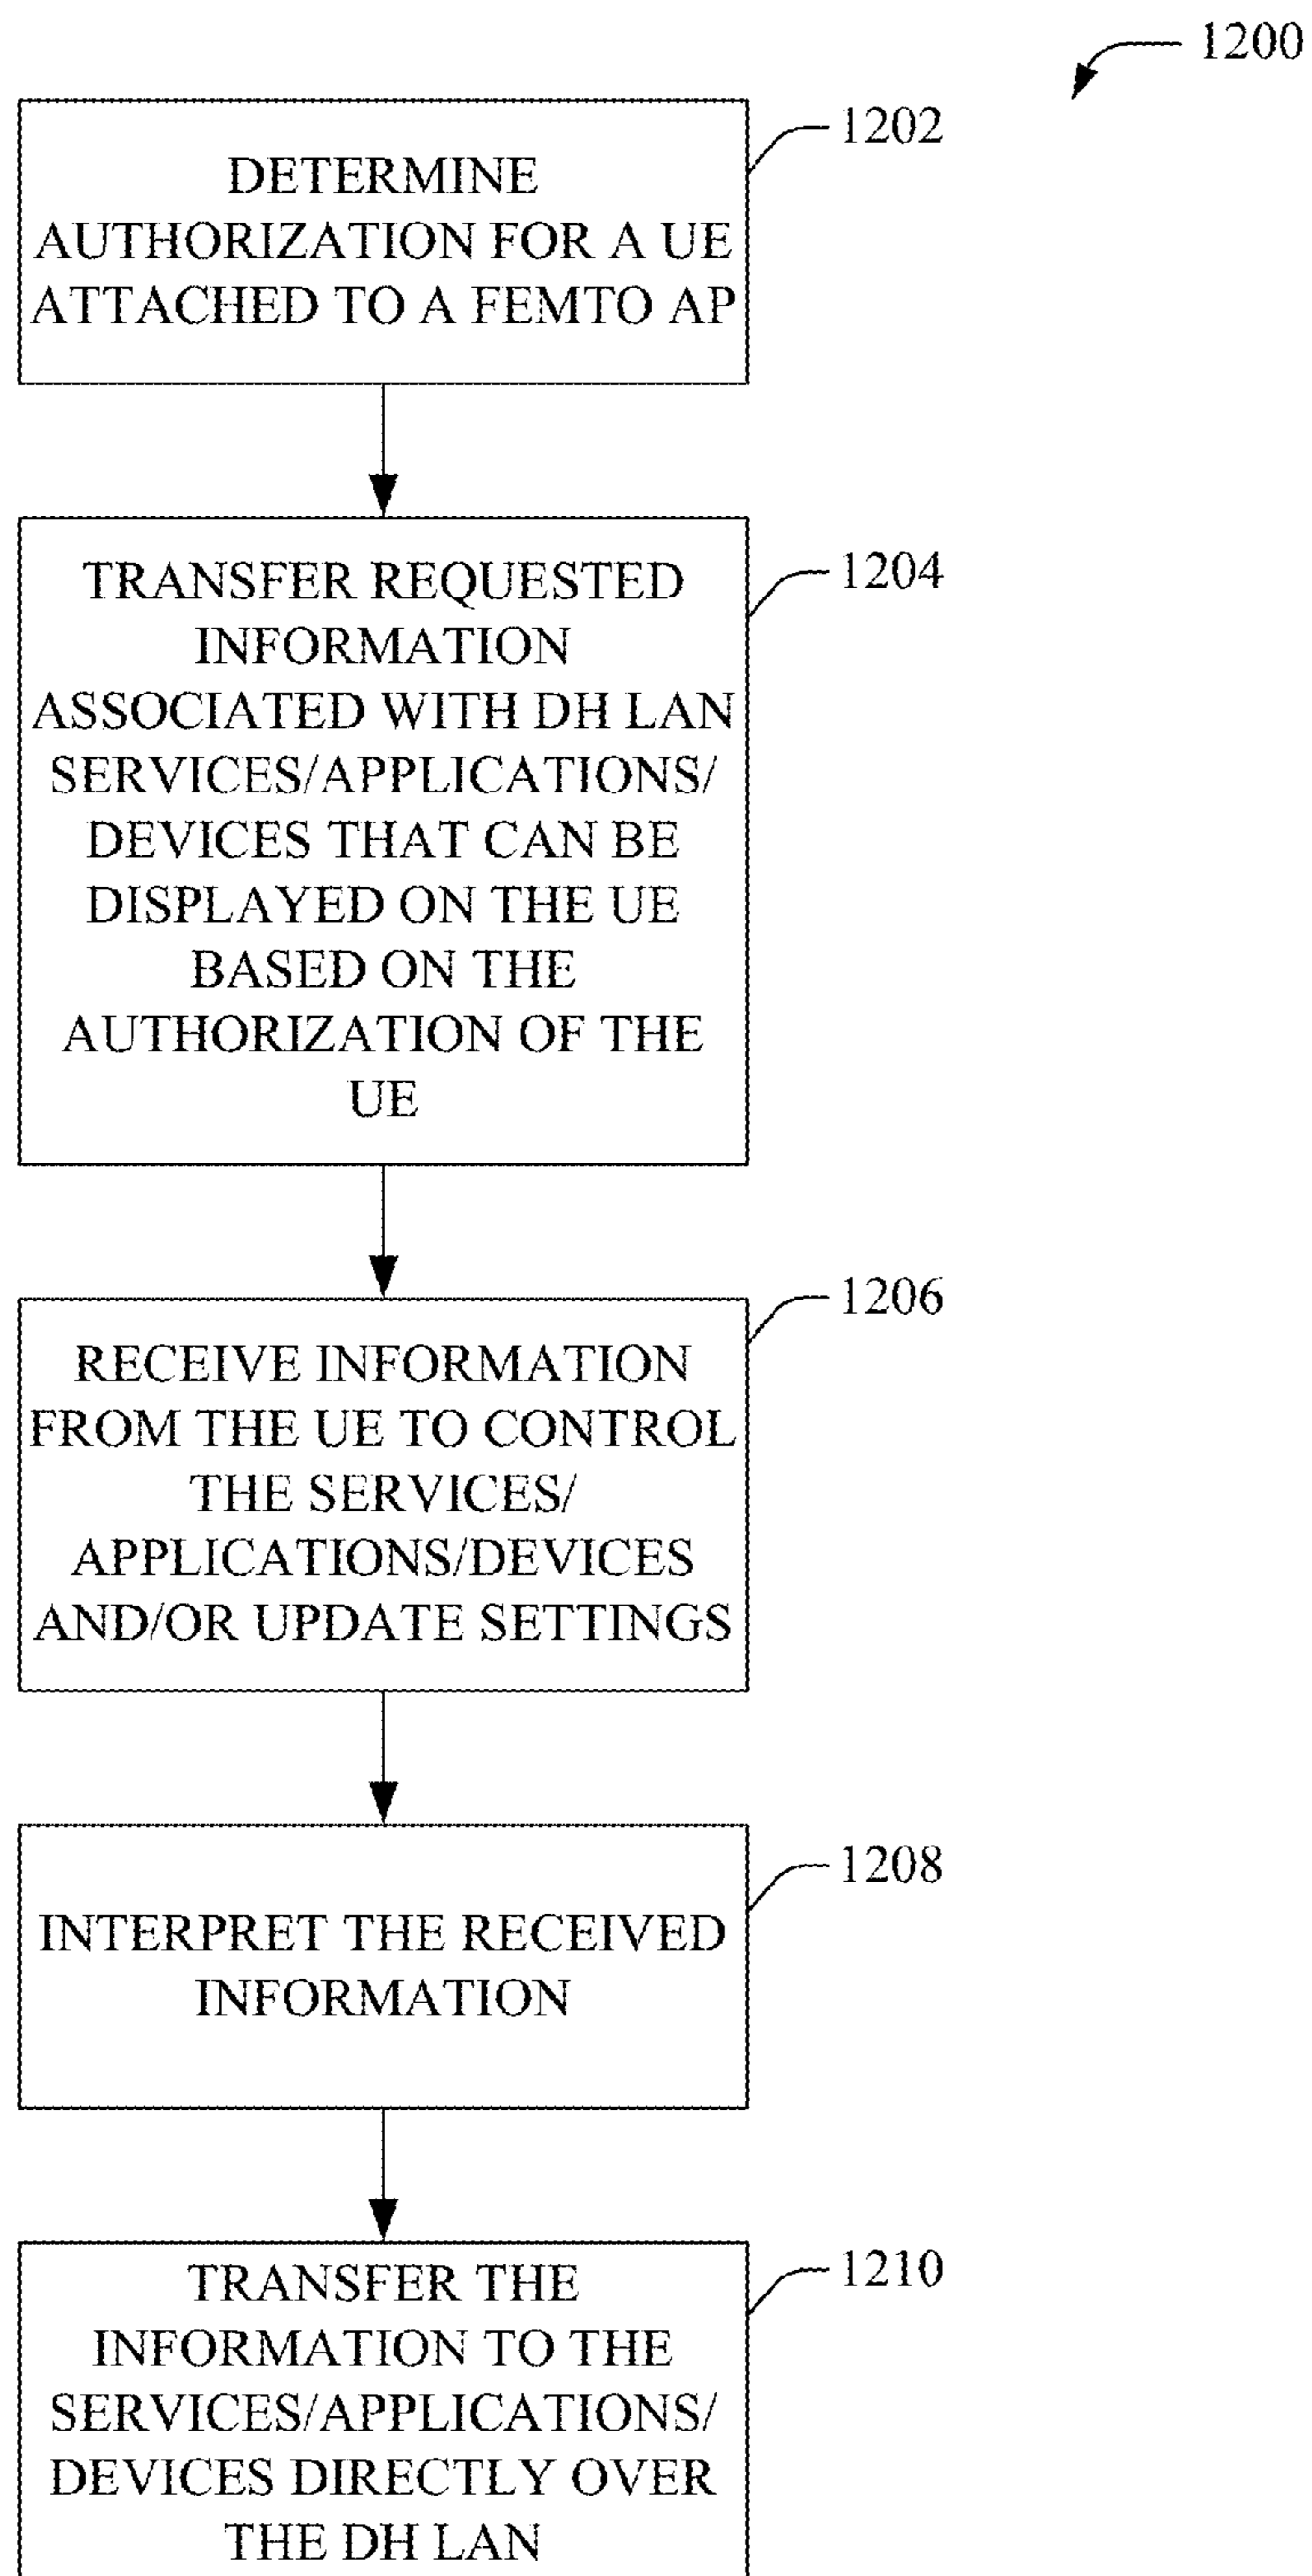 1200
1202
DETERMINE
AUTHORIZATION FOR A UE
ATTACHED TO A FEMTO AP
1204
TRANSFER REQUESTED
INFORMATION
ASSOCIATED WITH DH LAN
SERVICES/APPLICATIONS/
DEVICES THAT CAN BE
DISPLAYED ON THE UE
BASED ON THE
AUTHORIZATION OF THE
UE
1206
RECEIVE INFORMATION
FROM THE UE TO CONTROL
THE SERVICES/
APPLICATIONS/DEVICES
AND/OR UPDATE SETTINGS
1208
INTERPRET THE RECEIVED
INFORMATION
1210
TRANSFER THE
INFORMATION TO THE
SERVICES/APPLICATIONS/
DEVICES DIRECTLY OVER
THE DH LAN